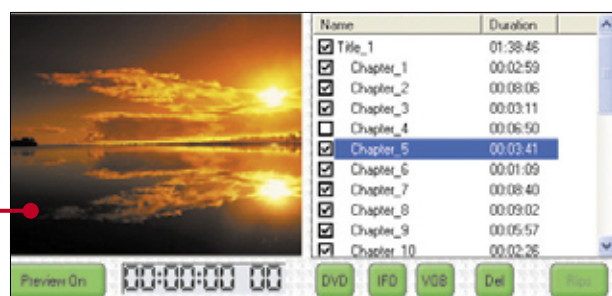 Name Duration
Title_1 01:38:46
Chapter_1 00:02:59
Chapter_2 00:08:06
Chapter_3 00:03:11
Chapter_4 00:06:50
Chapter_5 00:03:41
Chapter_6 00:01:09
Chapter_7 00:08:40
Chapter_8 00:09:02
Chapter_9 00:05:57
Chapter_10 00:02:26
Preview On 00:00:00 00 DVD IFO VOB Del Rips